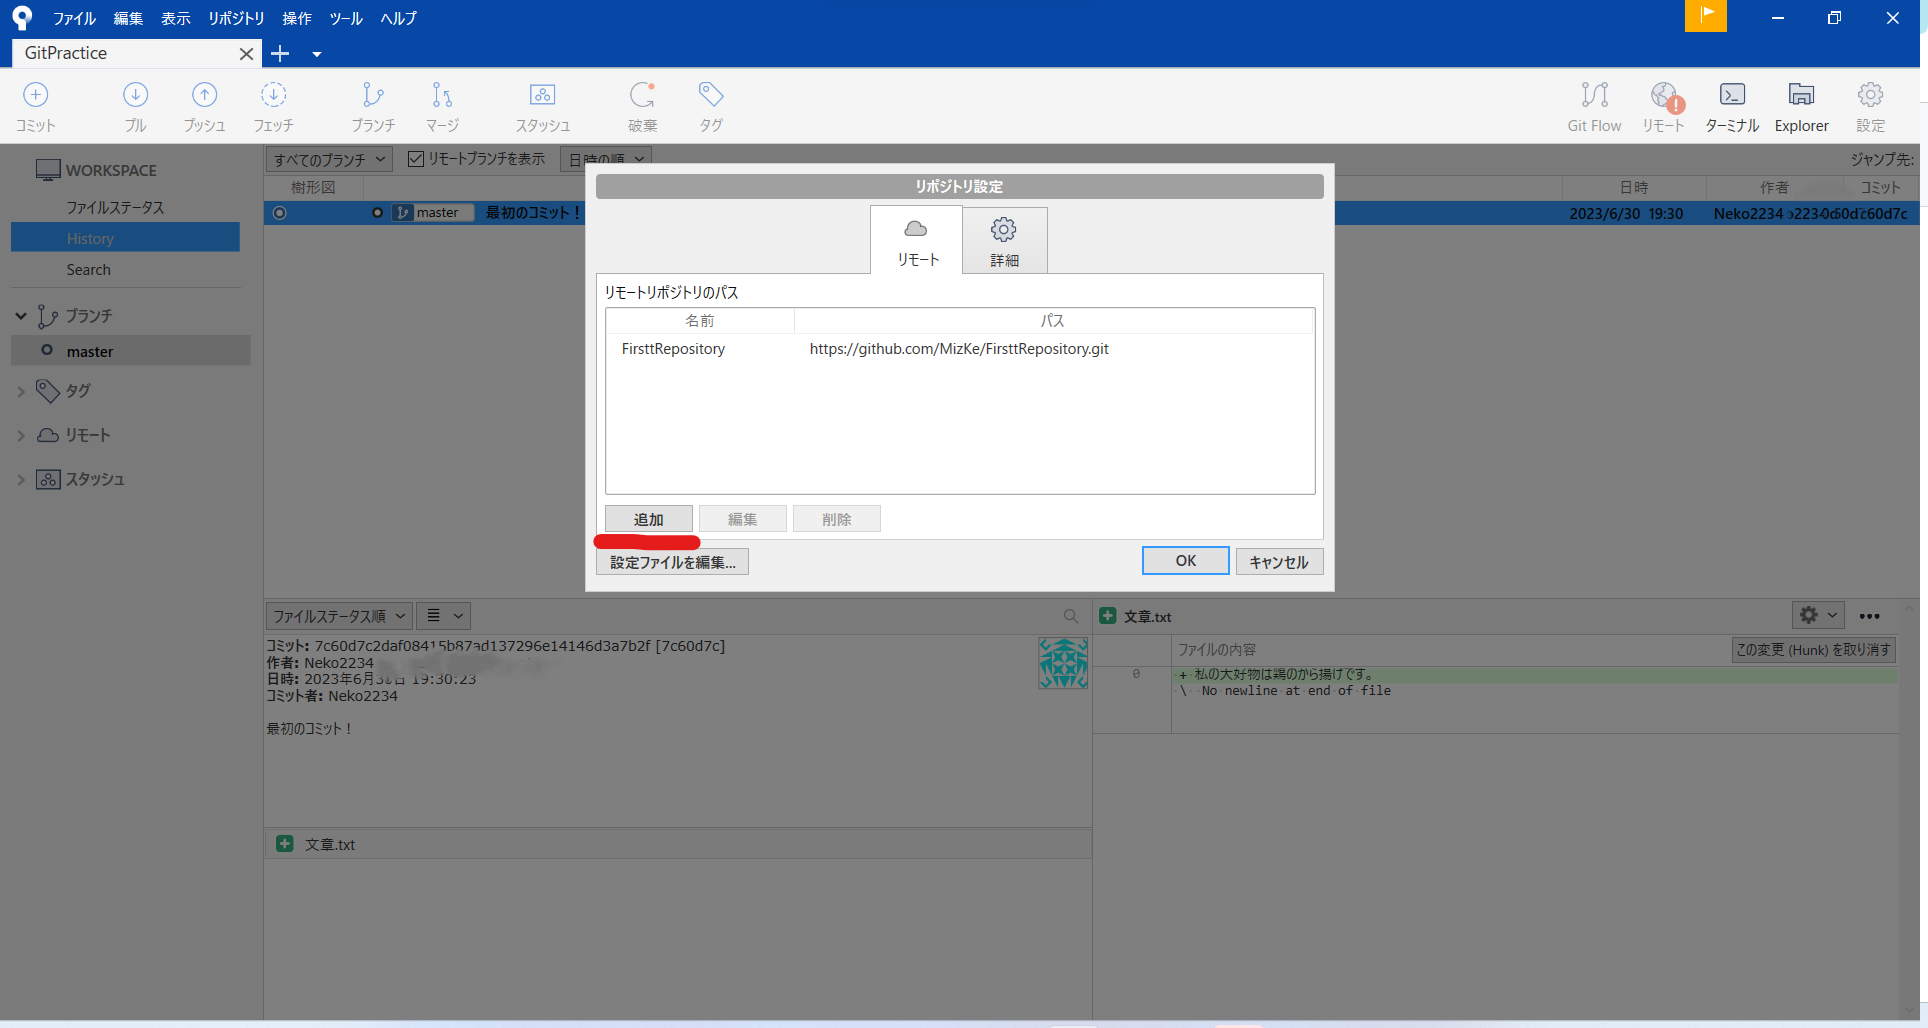 ファイル 編集 表示 リポジトリ 操作 ツール ヘルプ
GitPractice
コミット プル プッシュ フェッチ ブランチ マージ スタッシュ 破棄 タグ Git Flow リモート ターミナル Explorer 設定
WORKSPACE
ファイルステータス
History
Search
ブランチ
master
タグ
リモート
スタッシュ
すべてのブランチ リモートブランチを表示 日時の順 ジャンプ先:
樹形図 日時 作者 コミット
master 最初のコミット! 2023/6/30 19:30 Neko2234 7c60d7c
リポジトリ設定
リモート 詳細
リモートリポジトリのパス
名前 パス
FirsttRepository https://github.com/MizKe/FirsttRepository.git
追加 編集 削除
設定ファイルを編集... OK キャンセル
ファイルステータス順
コミット: 7c60d7c2daf08415b87ad137296e14146d3a7b2f [7c60d7c]
作者: Neko2234
日時: 2023年6月30日 19:30:23
コミット者: Neko2234
最初のコミット!
文章.txt
文章.txt
ファイルの内容 この変更 (Hunk) を取り消す
0 + 私の大好物は鶏のから揚げです。
\ No newline at end of file